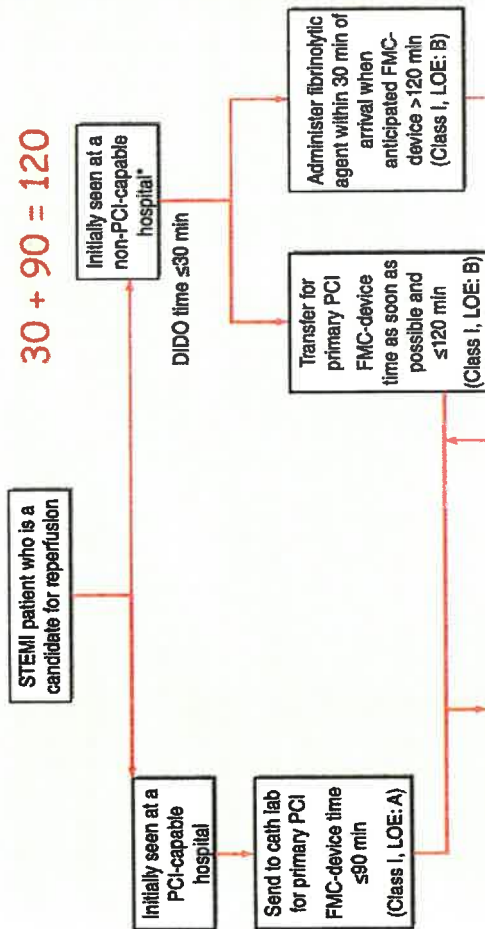 30 + 90 = 120
STEMI patient who is a
candidate for reperfusion
Initially seen at a
PCI-capable
hospital
Initially seen at a
non-PCI-capable
hospital*
DIDO time ≤30 min
Send to cath lab
for primary PCI
FMC-device time
≤90 min
(Class I, LOE: A)
Transfer for
primary PCI
FMC-device
time as soon as
possible and
≤120 min
(Class I, LOE: B)
Administer fibrinolytic
agent within 30 min of
arrival when
anticipated FMC-
device >120 min
(Class I, LOE: B)